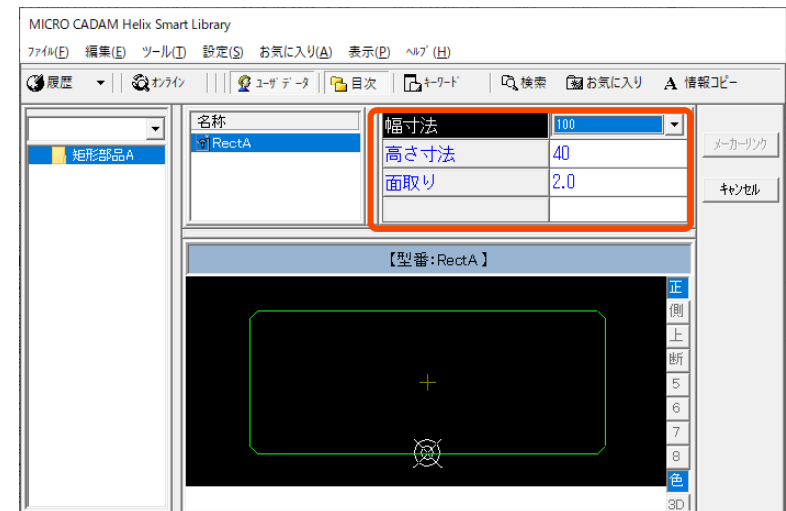 MICRO CADAM Helix Smart Library
ﾌｧｲﾙ(F) 編集(E) ツール(T) 設定(S) お気に入り(A) 表示(P) ﾍﾙﾌﾟ(H)
履歴 ｵﾝﾗｲﾝ ﾕｰｻﾞﾃﾞｰﾀ 目次 ｷｰﾜｰﾄﾞ 検索 お気に入り A 情報コピー
矩形部品A
名称
RectA
幅寸法 100
高さ寸法 40
面取り 2.0
メーカーリンク
キャンセル
【型番:RectA】
正
側
上
断
5
6
7
8
色
3D